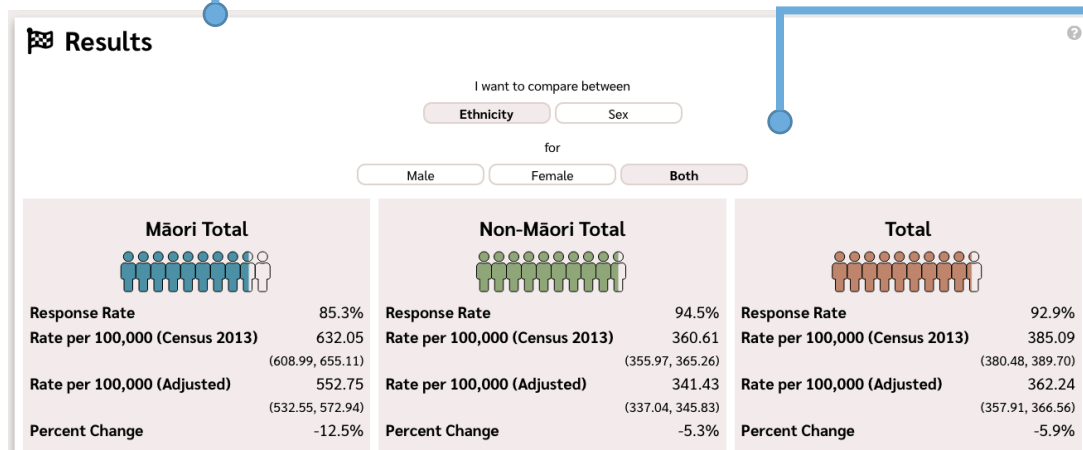 Results
?
I want to compare between
Ethnicity Sex
for
Male Female Both
Māori Total
Response Rate 85.3%
Rate per 100,000 (Census 2013) 632.05
(608.99, 655.11)
Rate per 100,000 (Adjusted) 552.75
(532.55, 572.94)
Percent Change -12.5%
Non-Māori Total
Response Rate 94.5%
Rate per 100,000 (Census 2013) 360.61
(355.97, 365.26)
Rate per 100,000 (Adjusted) 341.43
(337.04, 345.83)
Percent Change -5.3%
Total
Response Rate 92.9%
Rate per 100,000 (Census 2013) 385.09
(380.48, 389.70)
Rate per 100,000 (Adjusted) 362.24
(357.91, 366.56)
Percent Change -5.9%